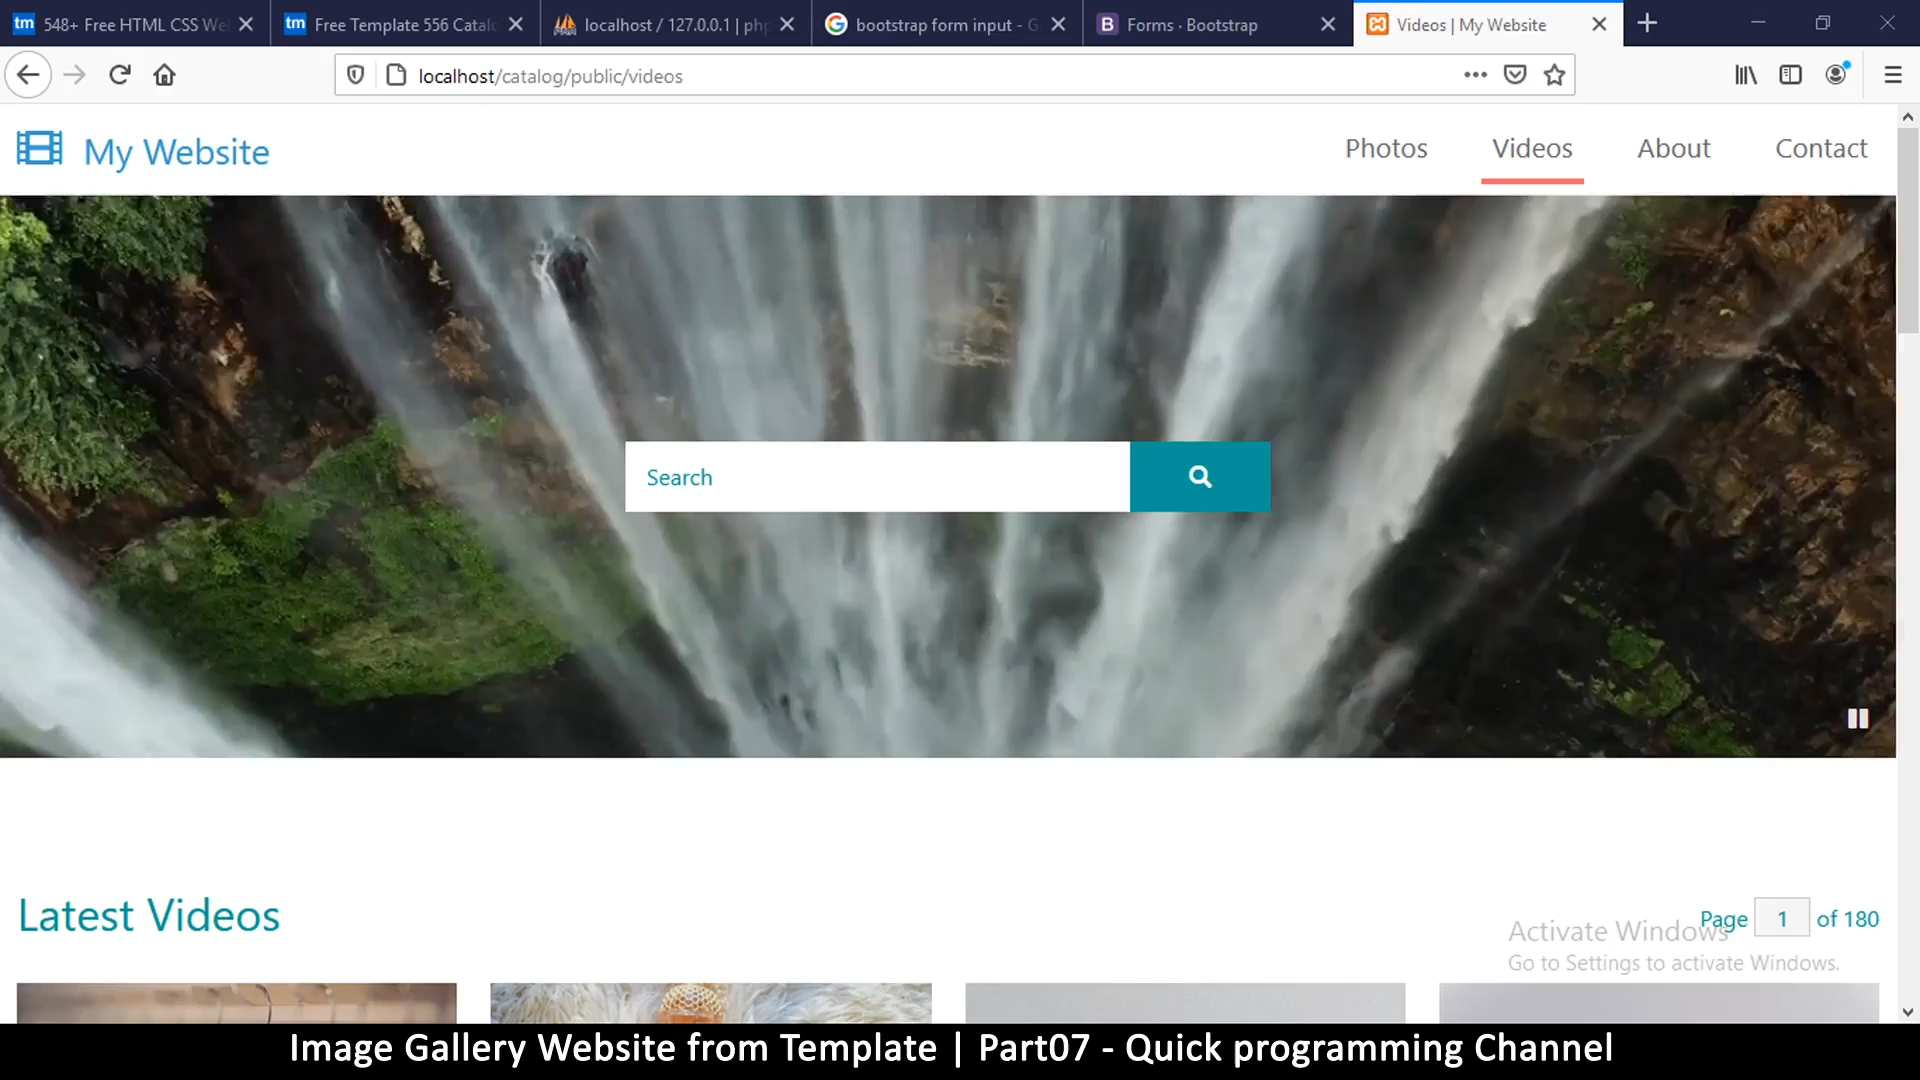 548+ Free HTML CSS We
Free Template 556 Catalo
localhost / 127.0.0.1 | php
bootstrap form input - G
Forms · Bootstrap
Videos | My Website
localhost/catalog/public/videos
My Website
Photos
Videos
About
Contact
Search
Latest Videos
Page 1 of 180
Activate Windows
Go to Settings to activate Windows.
Image Gallery Website from Template | Part07 - Quick programming Channel